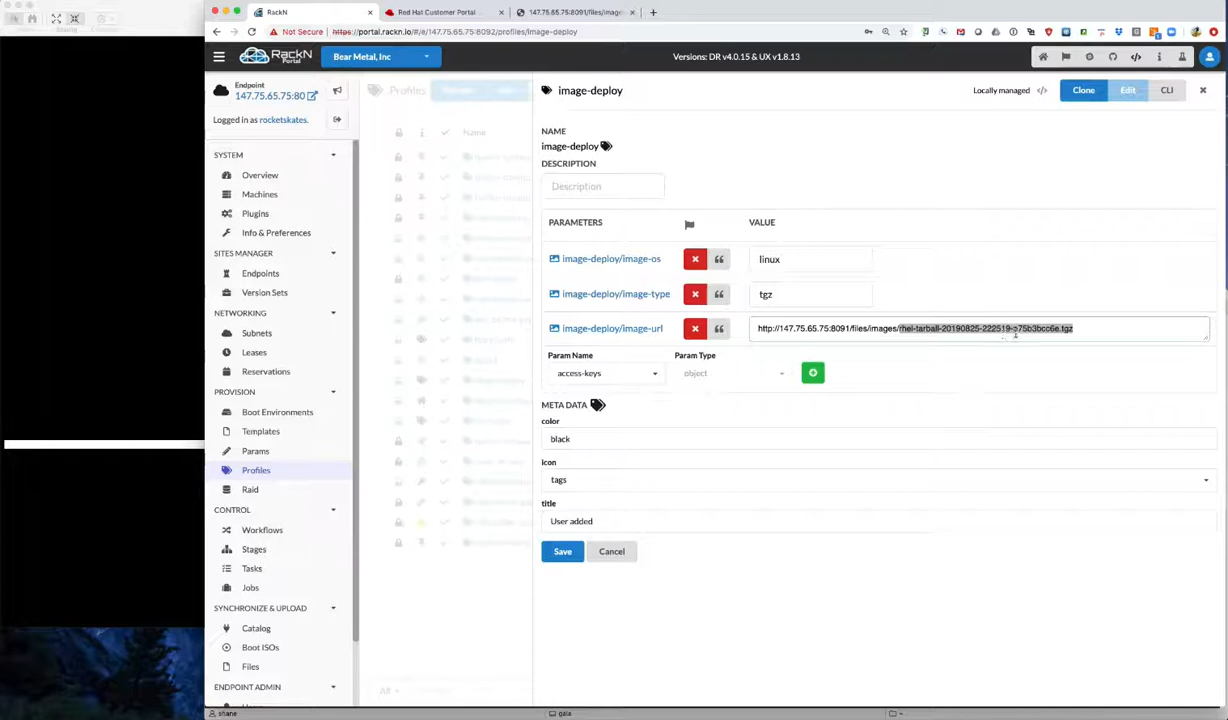 RackN
Red Hat Customer Portal
147.75.65.75:8091/files/image
Not Secure
https://portal.rackn.io/#/e/147.75.65.75:8092/profiles/image-deploy
RackN
Portal
Bear Metal, Inc
Versions: DR v4.0.15 & UX v1.8.13
Endpoint
147.75.65.75:80
Logged in as rocketskates.
SYSTEM
Overview
Machines
Plugins
Info & Preferences
SITES MANAGER
Endpoints
Version Sets
NETWORKING
Subnets
Leases
Reservations
PROVISION
Boot Environments
Templates
Params
Profiles
Raid
CONTROL
Workflows
Stages
Tasks
Jobs
SYNCHRONIZE & UPLOAD
Catalog
Boot ISOs
Files
ENDPOINT ADMIN
Profiles
Name
All
image-deploy
Locally managed
Clone
Edit
CLI
NAME
image-deploy
DESCRIPTION
Description
PARAMETERS
VALUE
image-deploy/image-os
linux
image-deploy/image-type
tgz
image-deploy/image-url
http://147.75.65.75:8091/files/images/rhel-tarball-20190825-222519-
Param Name
Param Type
access-keys
object
META DATA
color
black
icon
tags
title
User added
Save
Cancel
shane
gala